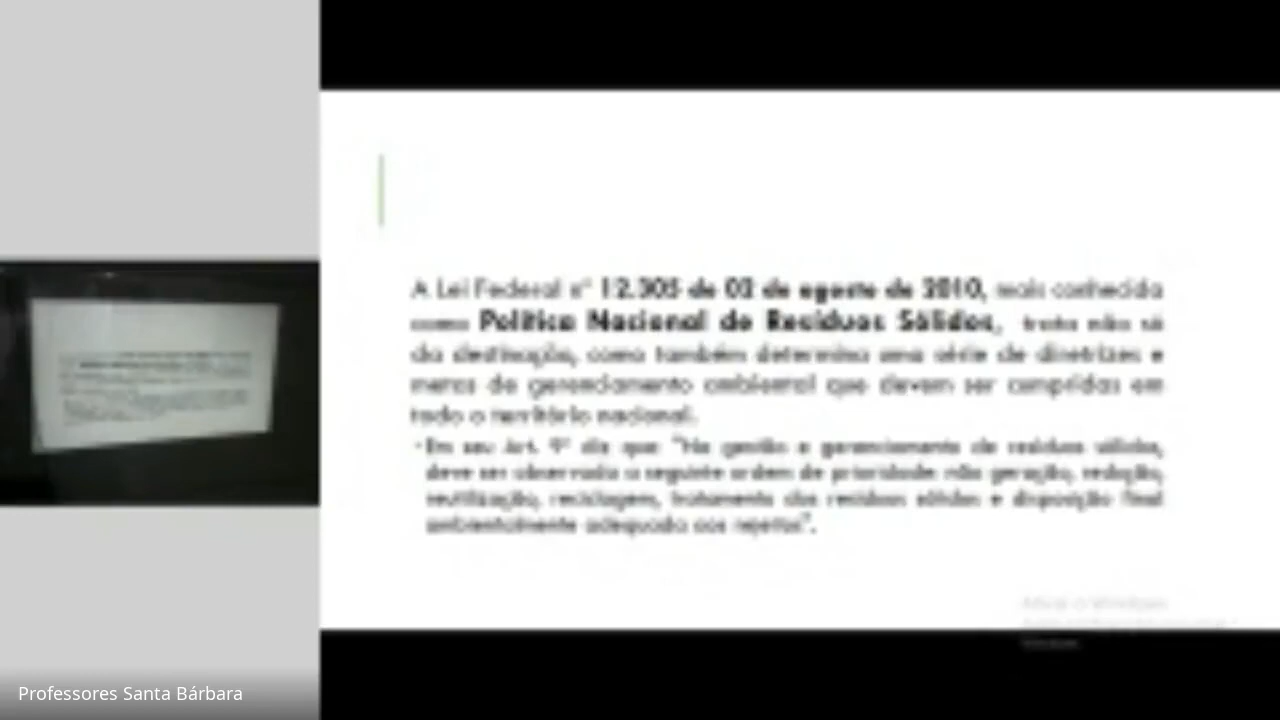 A Lei Federal nº 12.305 de 02 de agosto de 2010, mais conhecida
como Política Nacional de Resíduos Sólidos, trata não só
da destinação, como também determina uma série de diretrizes e
metas de gerenciamento ambiental que devem ser cumpridas em
todo o território nacional.
Em seu Art. 9º diz que: "Na gestão e gerenciamento de resíduos sólidos,
deve ser observada a seguinte ordem de prioridade: não geração, redução,
reutilização, reciclagem, tratamento dos resíduos sólidos e disposição final
ambientalmente adequada aos rejeitos".
Professores Santa Bárbara